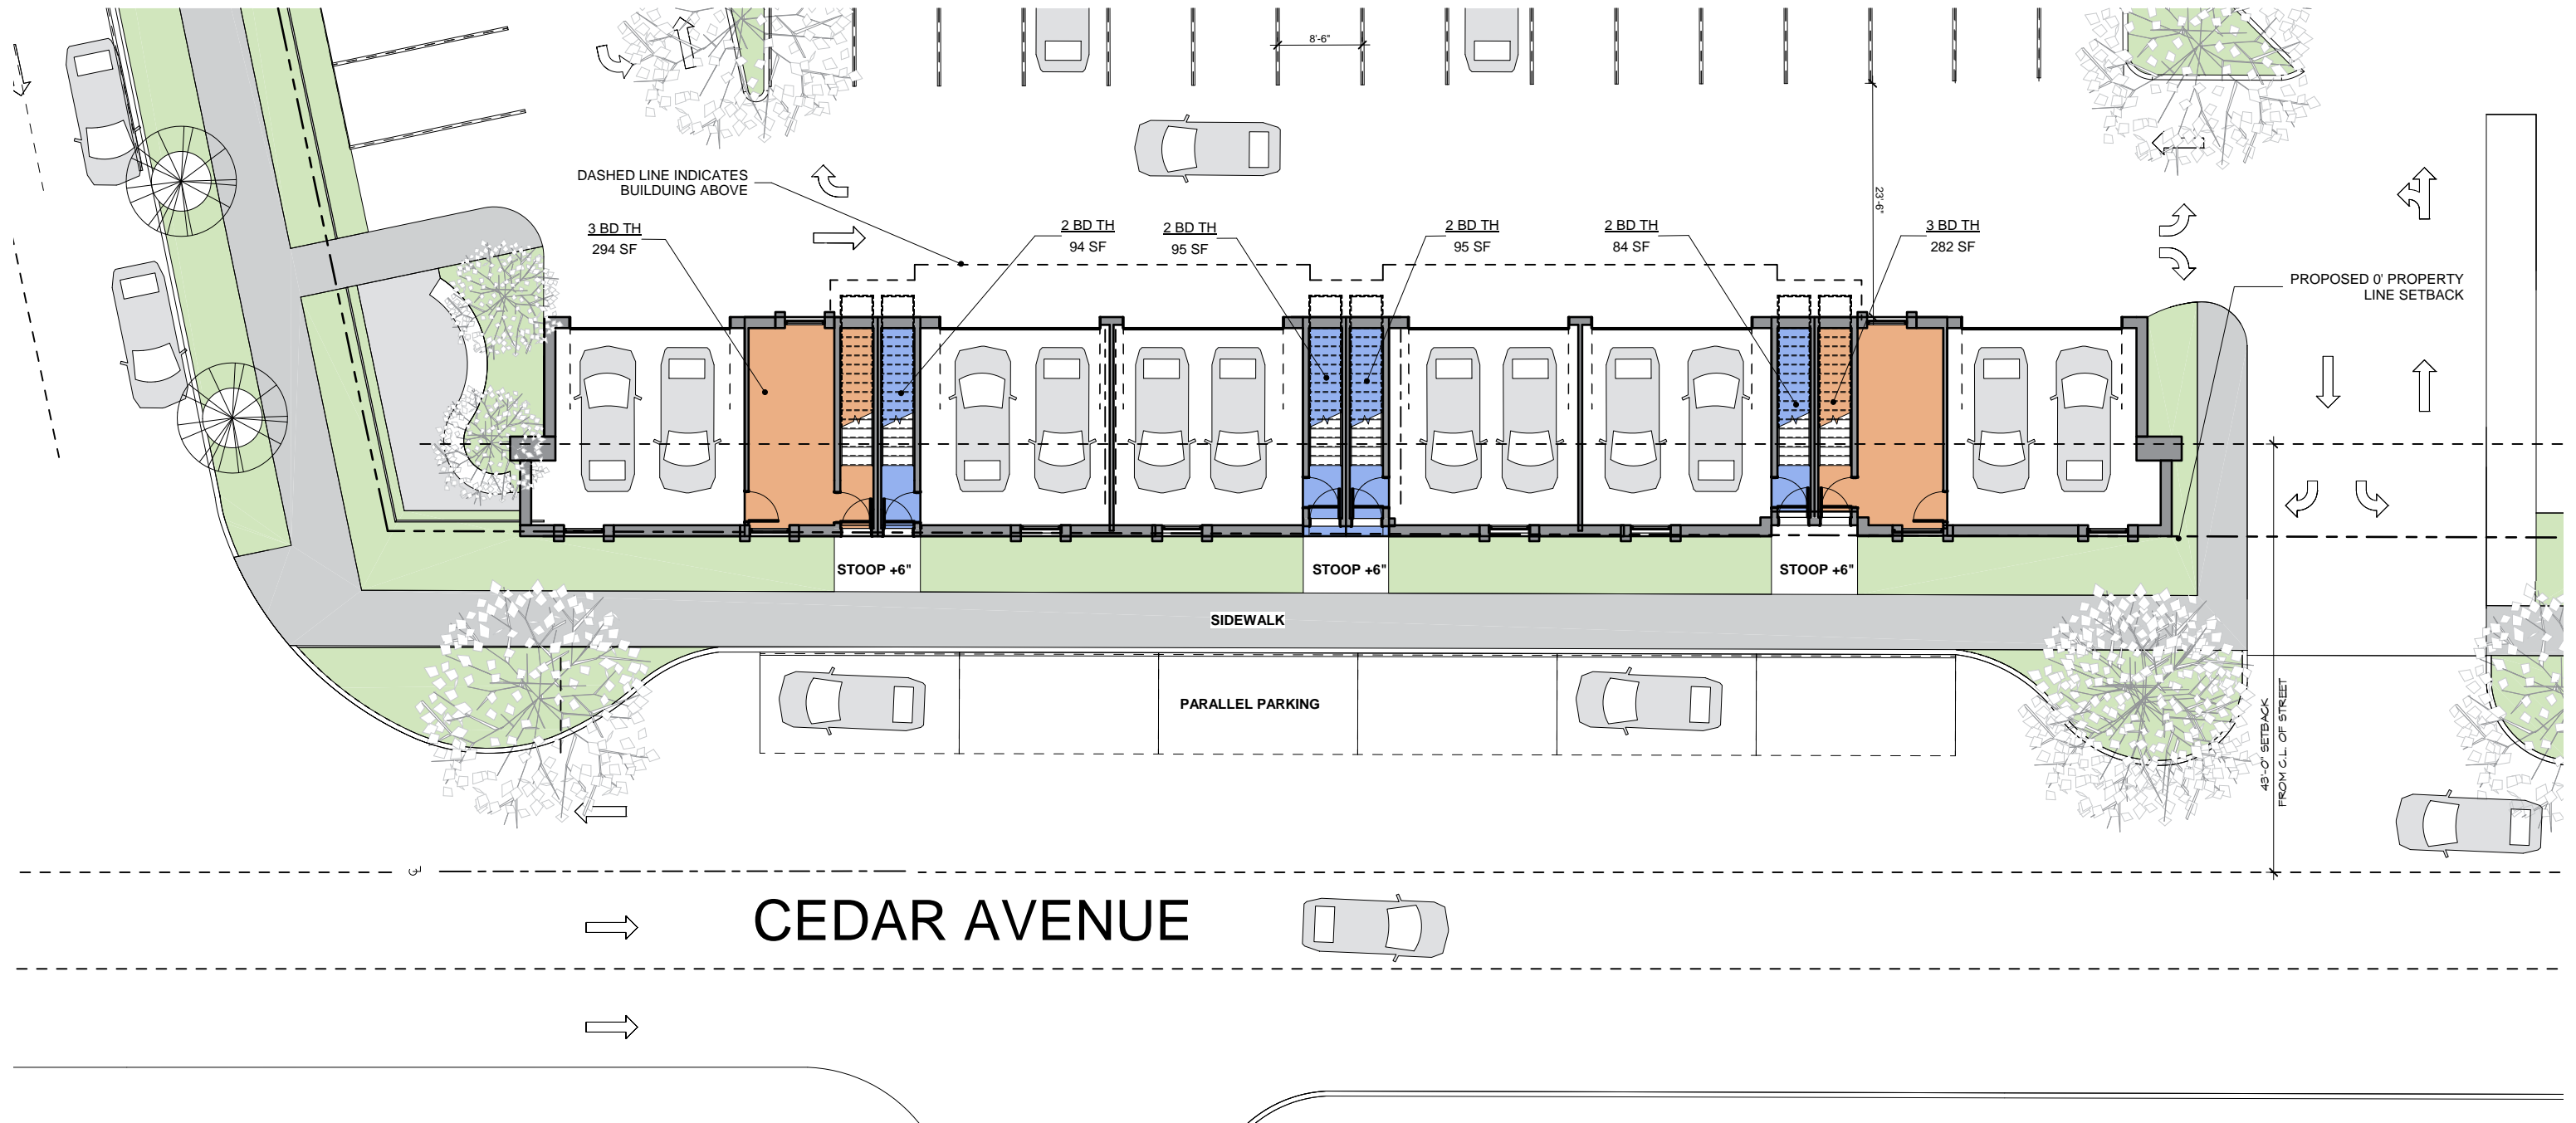 8'-6"
DASHED LINE INDICATES
BUILDUING ABOVE
23'-6"
3 BD TH
294 SF
2 BD TH
94 SF
2 BD TH
95 SF
2 BD TH
95 SF
2 BD TH
84 SF
3 BD TH
282 SF
PROPOSED 0' PROPERTY
LINE SETBACK
STOOP +6"
STOOP +6"
STOOP +6"
SIDEWALK
PARALLEL PARKING
43'-0" SETBACK
FROM C.L. OF STREET
CL
CEDAR AVENUE